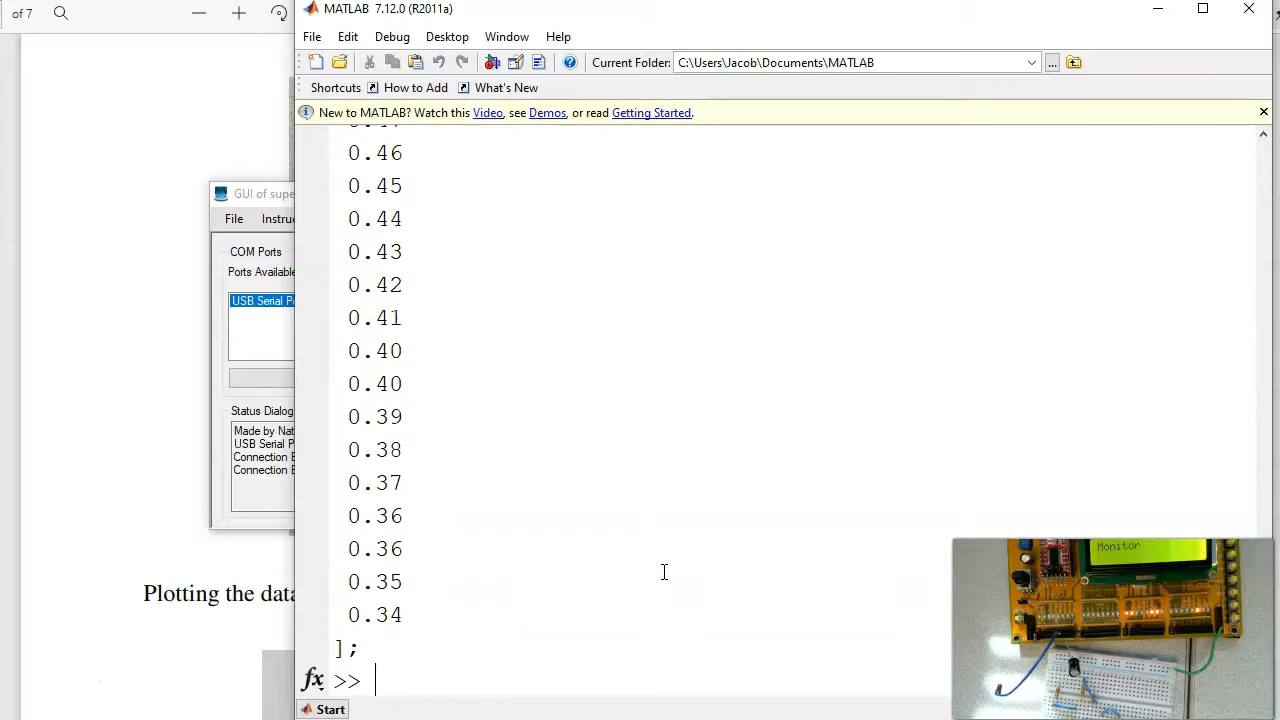 of 7
MATLAB 7.12.0 (R2011a)
File Edit Debug Desktop Window Help
Current Folder: C:\Users\Jacob\Documents\MATLAB ...
Shortcuts How to Add What's New
New to MATLAB? Watch this Video, see Demos, or read Getting Started.
0.46
0.45
0.44
0.43
0.42
0.41
0.40
0.40
0.39
0.38
0.37
0.36
0.36
0.35
0.34
];
fx >>
Start
GUI of supe
File Instruc
COM Ports
Ports Available
USB Serial P
Status Dialog
Made by Nat
USB Serial P
Connection E
Connection E
Plotting the data
Monitor